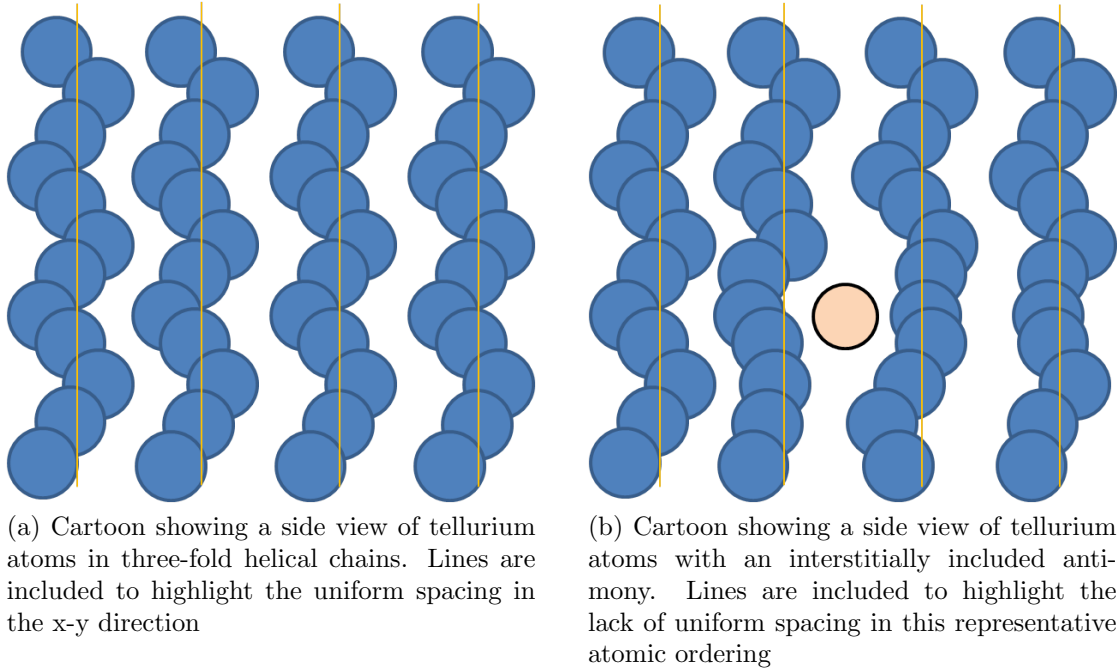 (a) Cartoon showing a side view of tellurium
atoms in three-fold helical chains. Lines are
included to highlight the uniform spacing in
the x-y direction
(b) Cartoon showing a side view of tellurium
atoms with an interstitially included anti-
mony. Lines are included to highlight the
lack of uniform spacing in this representative
atomic ordering